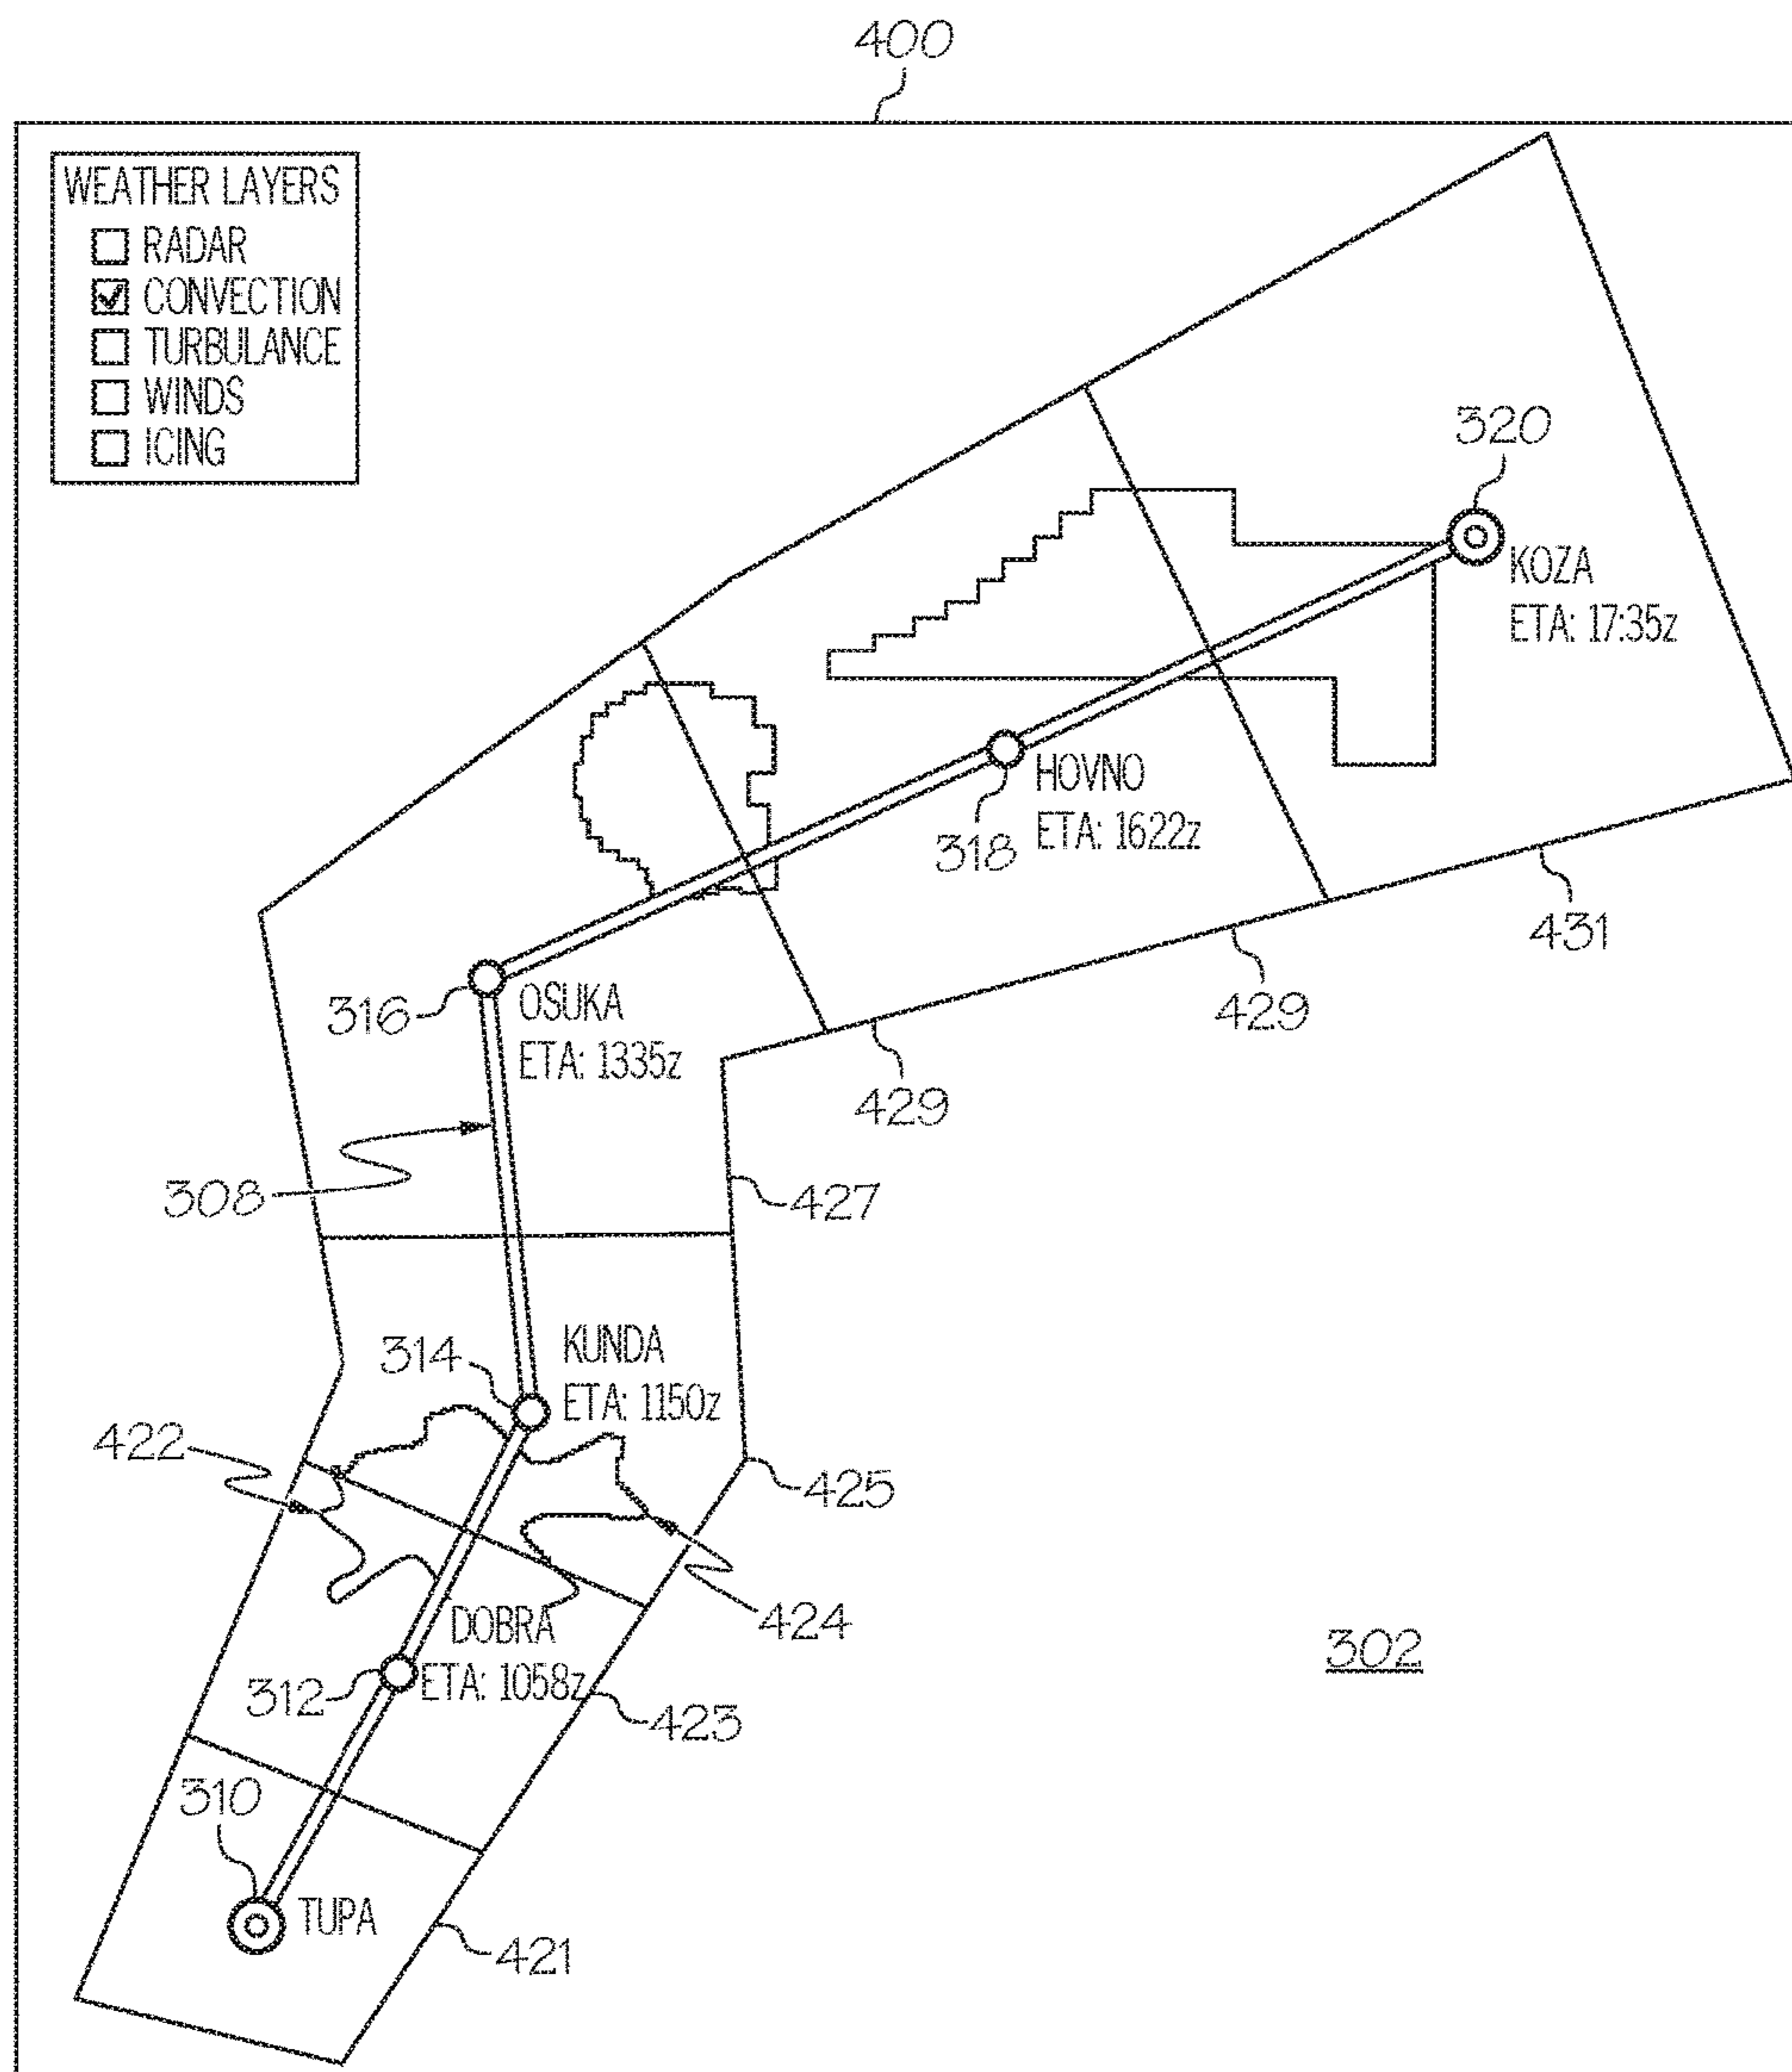 400
WEATHER LAYERS
RADAR
CONVECTION
TURBULANCE
WINDS
ICING
320
KOZA
ETA: 17:35z
HOVNO
ETA: 1622z
318
431
429
429
316
OSUKA
ETA: 1335z
308
427
314
KUNDA
ETA: 1150z
422
425
424
DOBRA
ETA: 1058z
312
423
302
310
TUPA
421